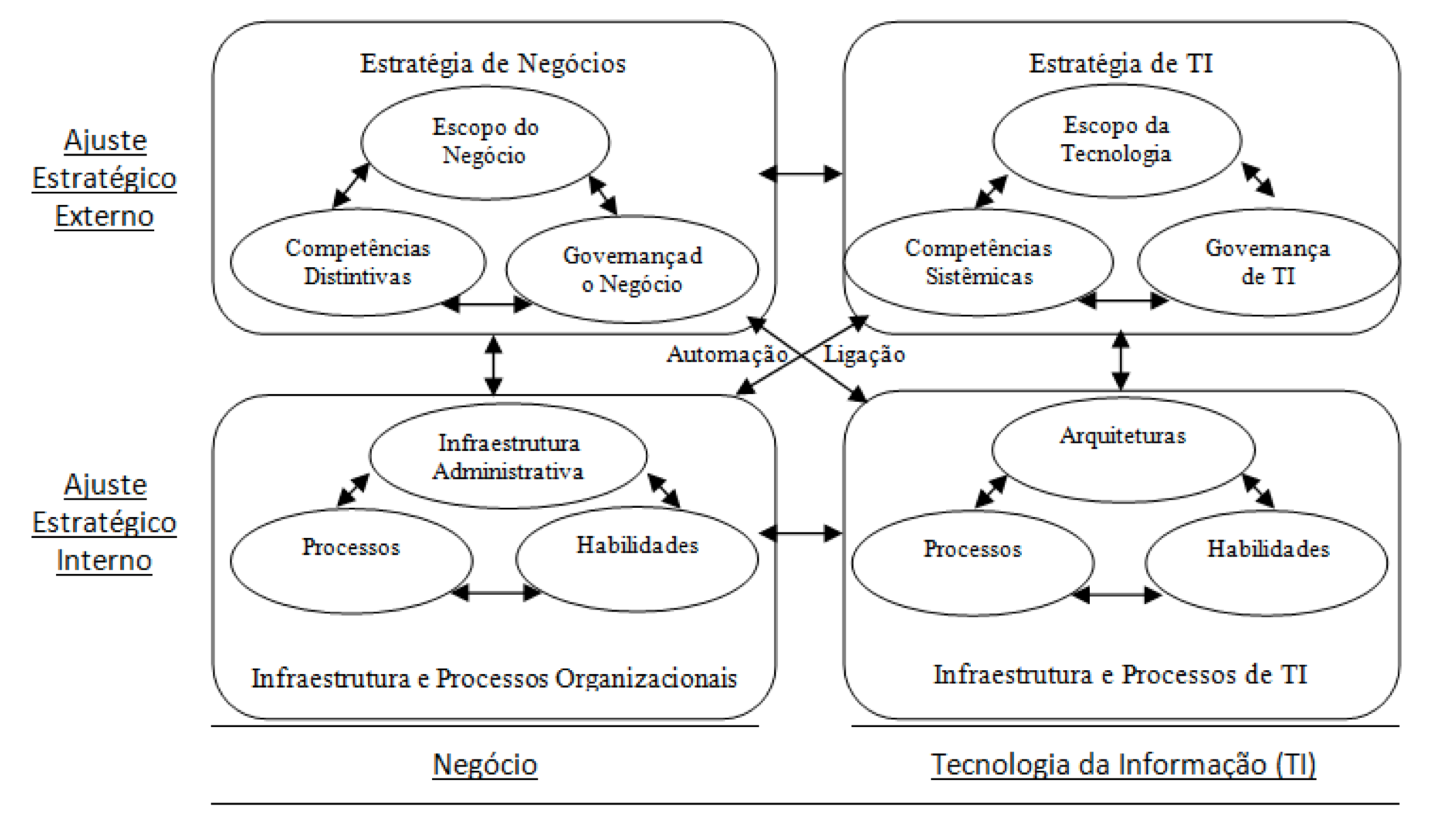 Estratégia de Negócios
Estratégia de TI
Ajuste
Estratégico
Externo
Escopo do
Negócio
Competências
Distintivas
Governançad
o Negócio
Escopo da
Tecnologia
Competências
Sistêmicas
Governança
de TI
Automação
Ligação
Ajuste
Estratégico
Interno
Infraestrutura
Administrativa
Processos
Habilidades
Arquiteturas
Processos
Habilidades
Infraestrutura e Processos Organizacionais
Infraestrutura e Processos de TI
Negócio
Tecnologia da Informação (TI)